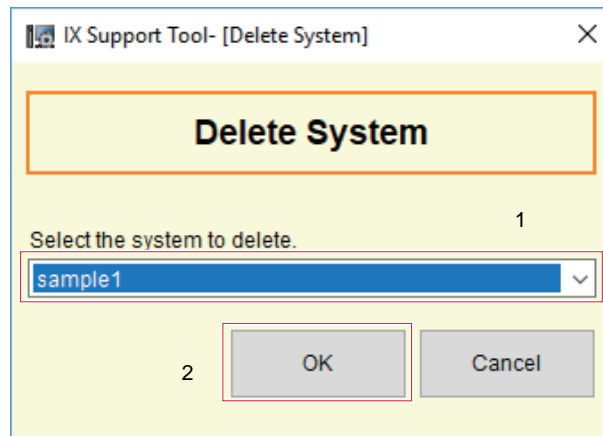 IX Support Tool- [Delete System]
Delete System
1
Select the system to delete.
sample1
2
OK
Cancel